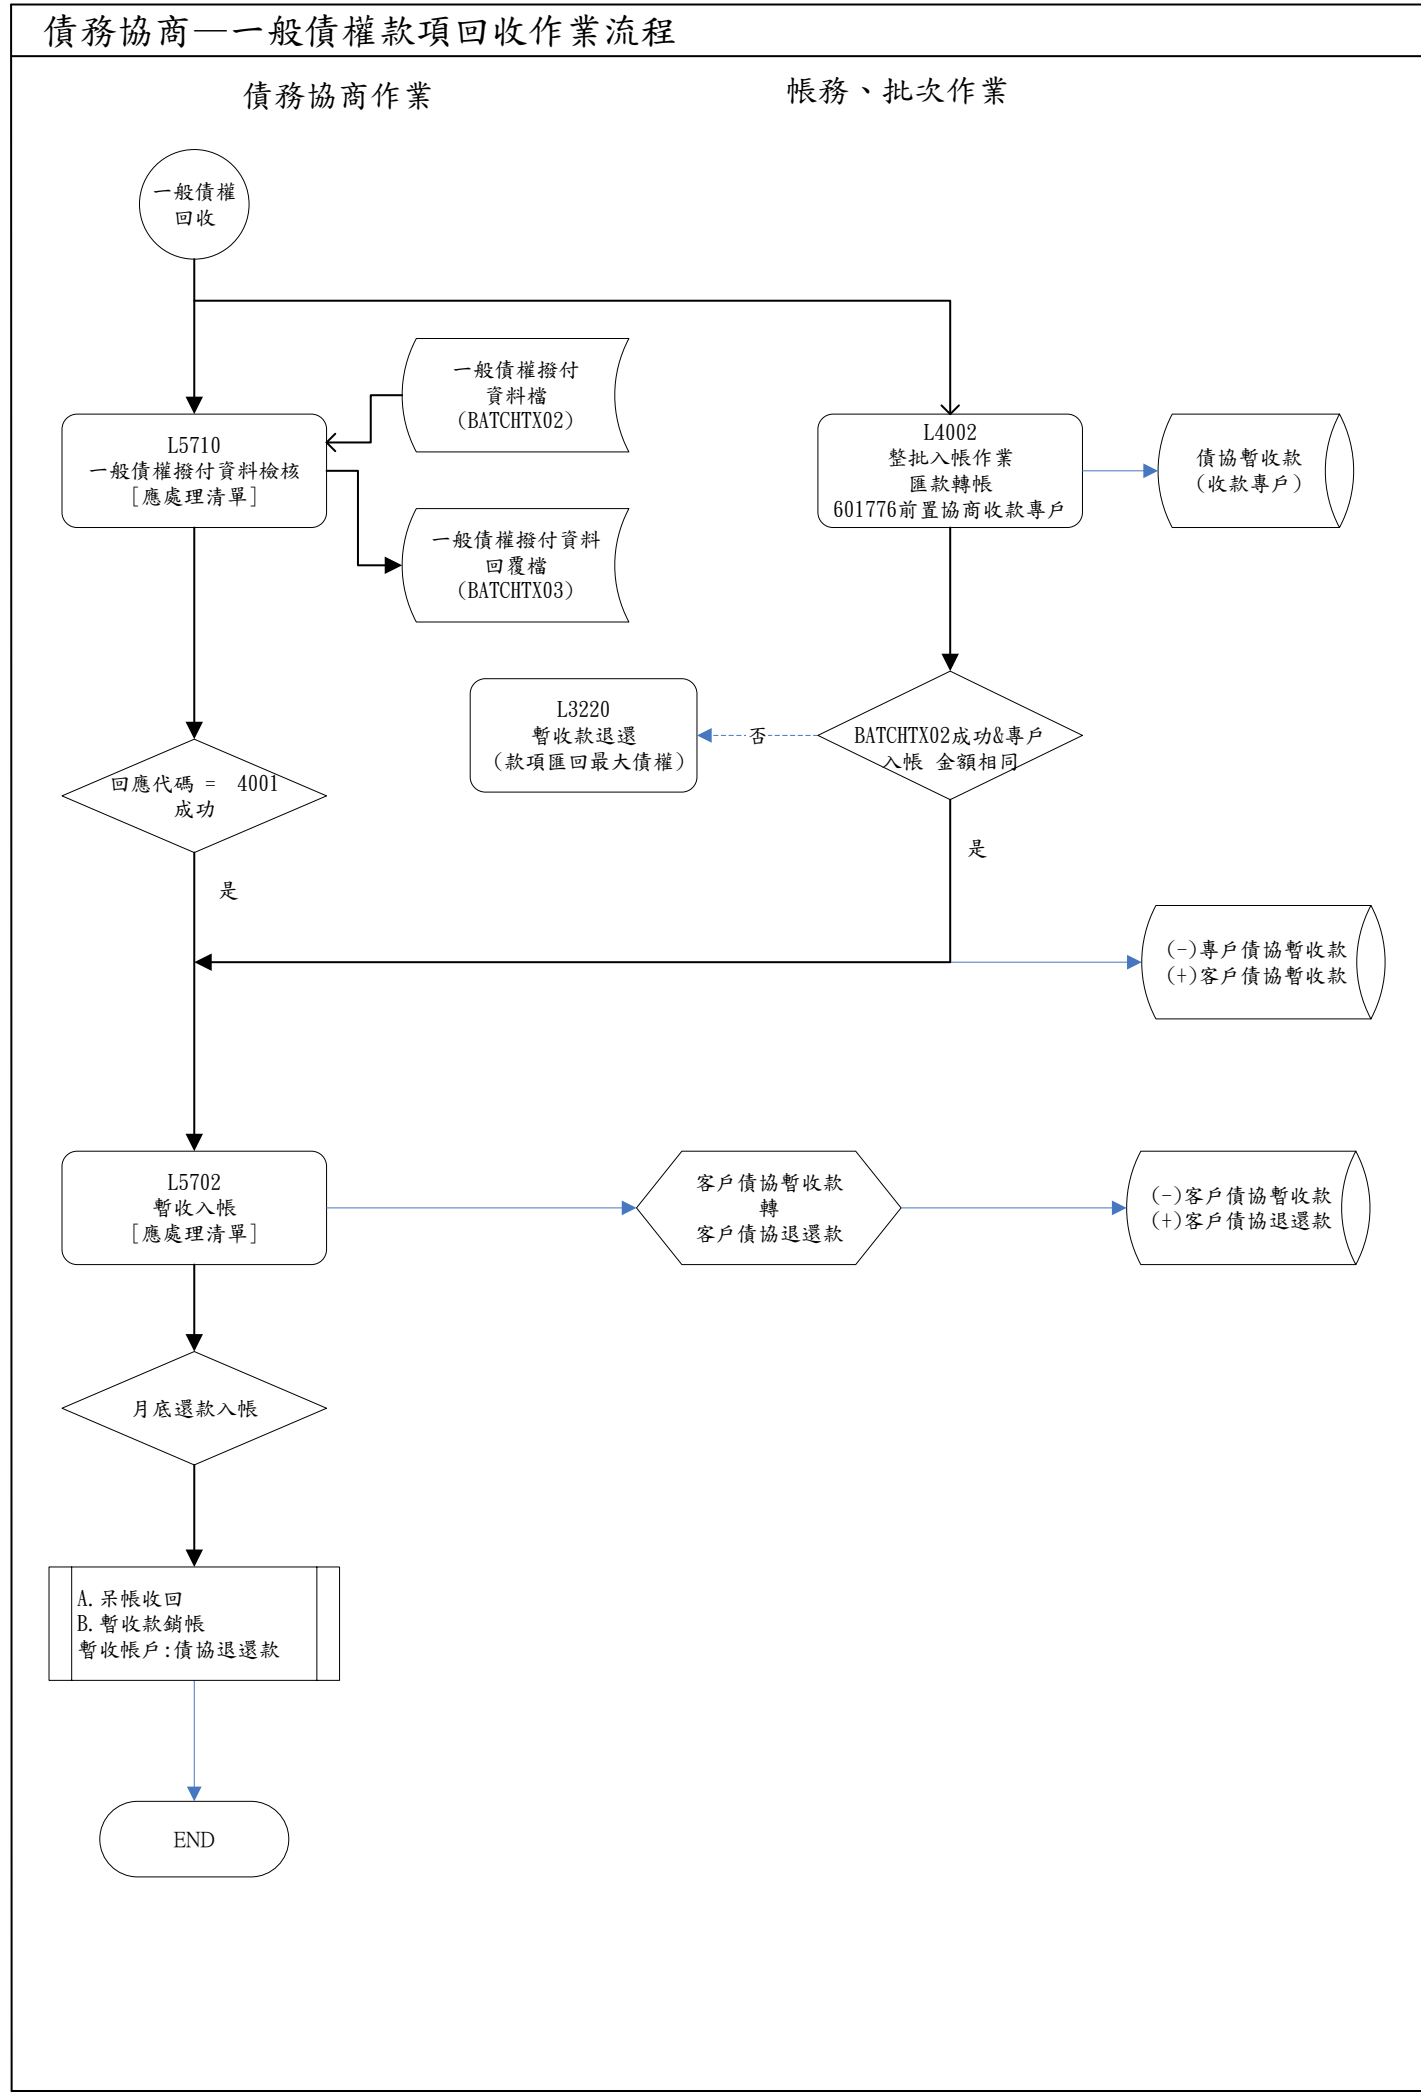 債務協商—一般債權款項回收作業流程
債務協商作業
帳務、批次作業
一般債權
回收
一般債權撥付
資料檔
(BATCHTX02)
L5710
一般債權撥付資料檢核
[應處理清單]
L4002
整批入帳作業
匯款轉帳
601776前置協商收款專戶
債協暫收款
(收款專戶)
一般債權撥付資料
回覆檔
(BATCHTX03)
L3220
暫收款退還
(款項匯回最大債權)
否
BATCHTX02成功&專戶
入帳 金額相同
回應代碼 = 4001
成功
是
是
(-)專戶債協暫收款
(+)客戶債協暫收款
L5702
暫收入帳
[應處理清單]
客戶債協暫收款
轉
客戶債協退還款
(-)客戶債協暫收款
(+)客戶債協退還款
月底還款入帳
A.呆帳收回
B.暫收款銷帳
暫收帳戶:債協退還款
END